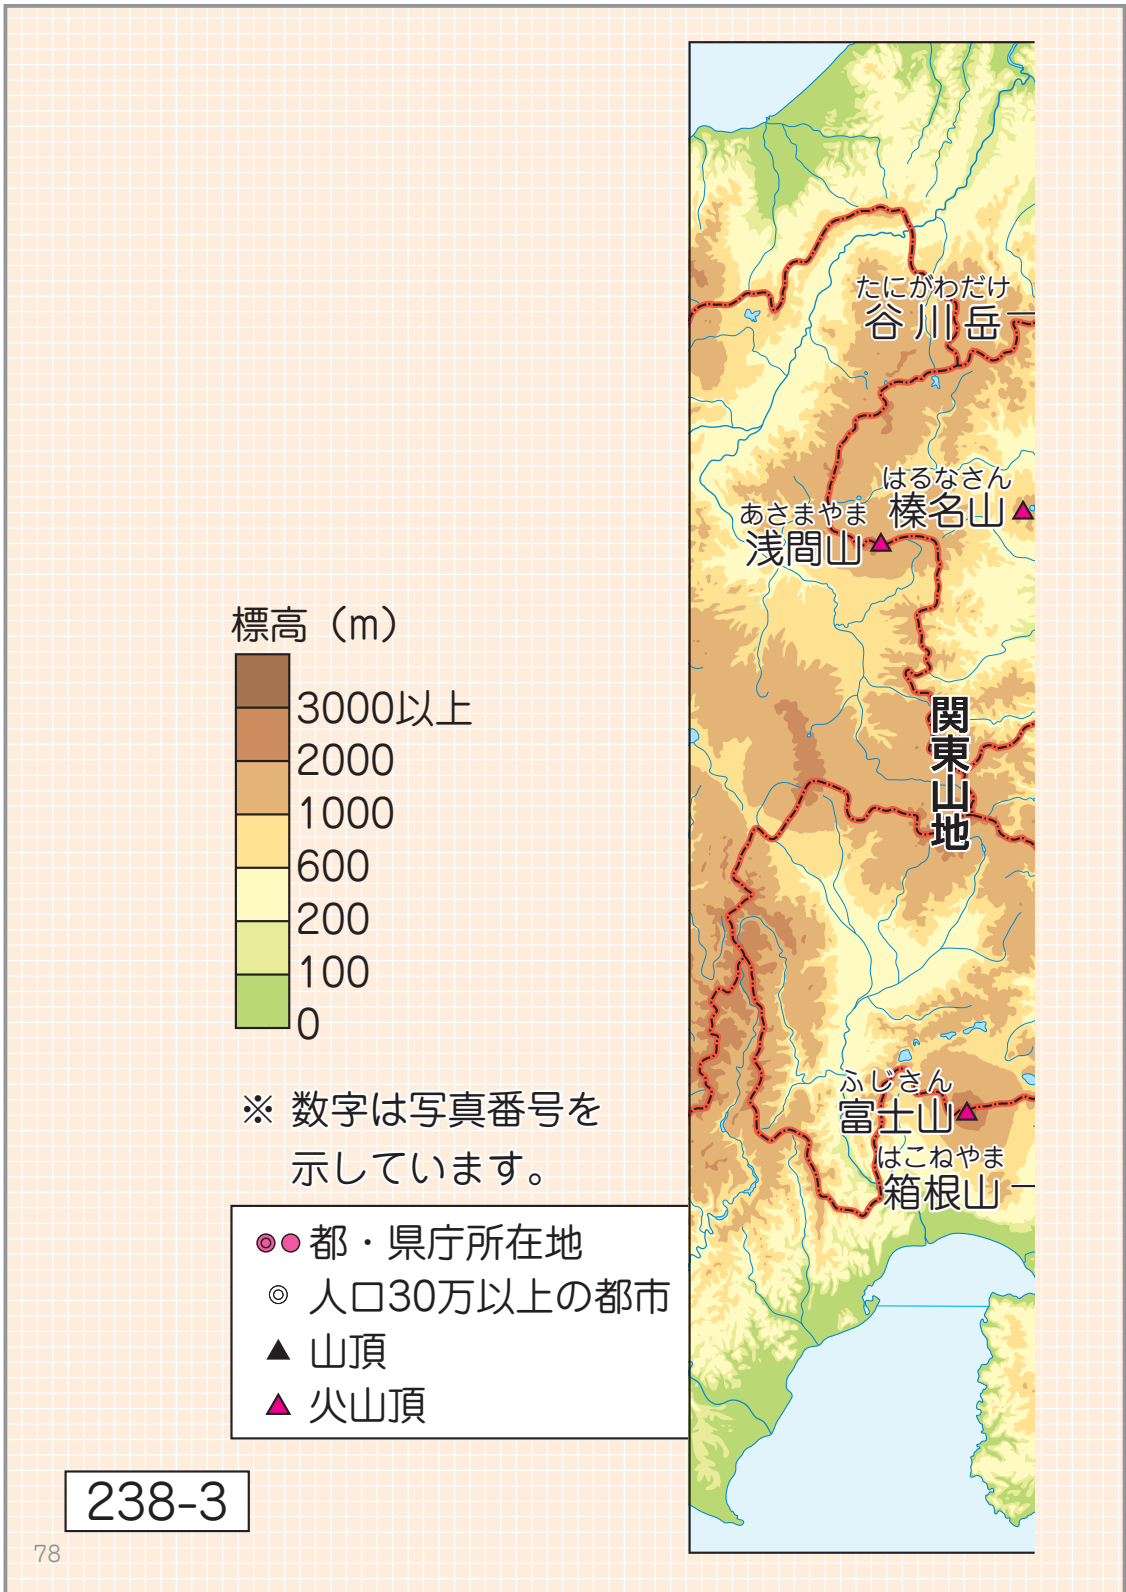 たにがわだけ
谷川岳
はるなさん
榛名山
あさまやま
浅間山
関東山地
ふじさん
富士山
はこねやま
箱根山
標高（m）
3000以上
2000
1000
600
200
100
0
※ 数字は写真番号を
示しています。
都・県庁所在地
人口30万以上の都市
山頂
火山頂
238-3
78